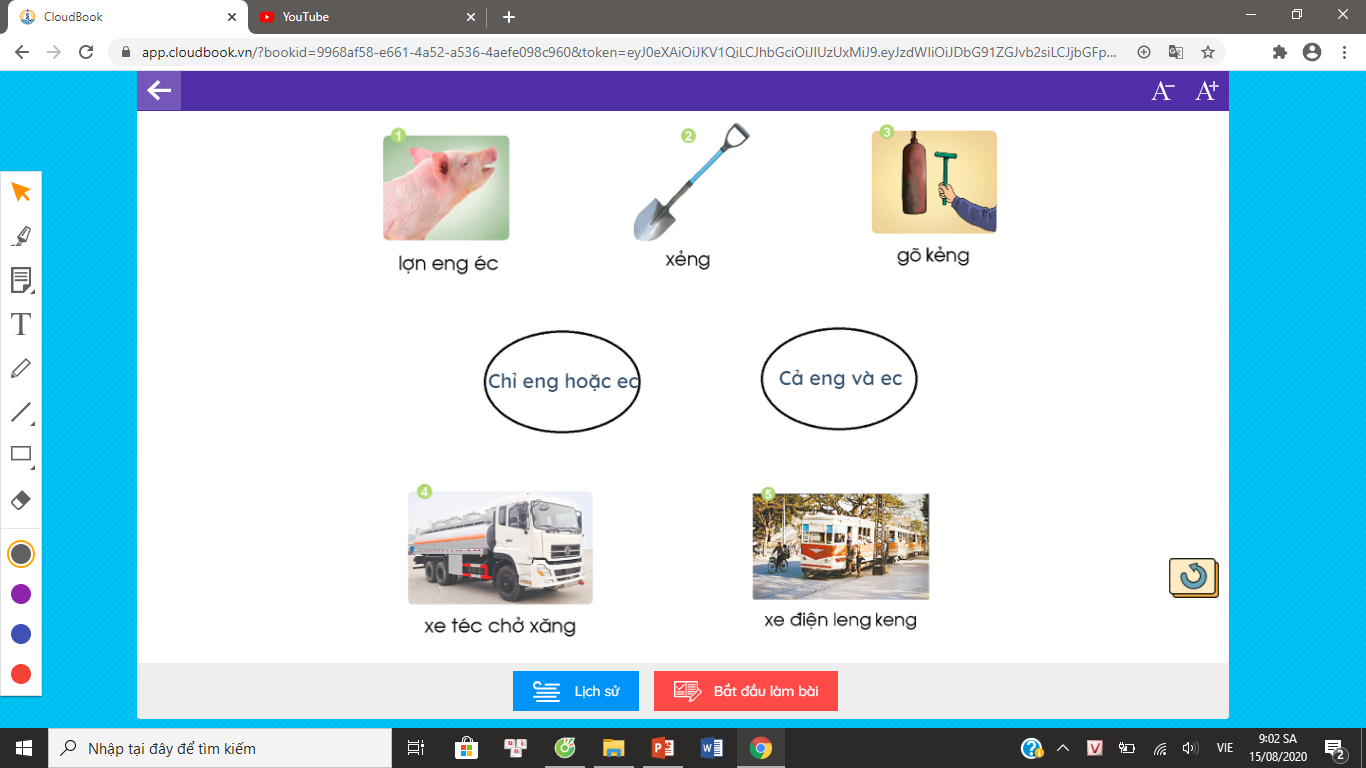 CloudBook
YouTube
app.cloudbook.vn/?bookid=9968af58-e661-4a52-a536-4aefe098c960&token=eyJ0eXAiOiJKV1QiLCJhbGciOiJIUzUxMiJ9.eyJzdWIiOiJDbG91ZGJvb2siLCJjbGFp...
A- A+
1
2
3
lợn eng éc
xẻng
gõ kẻng
Chỉ eng hoặc ec
Cả eng và ec
T
4
5
xe téc chở xăng
xe điện leng keng
Lịch sử
Bắt đầu làm bài
Nhập tại đây để tìm kiếm
VIE
9:02 SA
15/08/2020
2